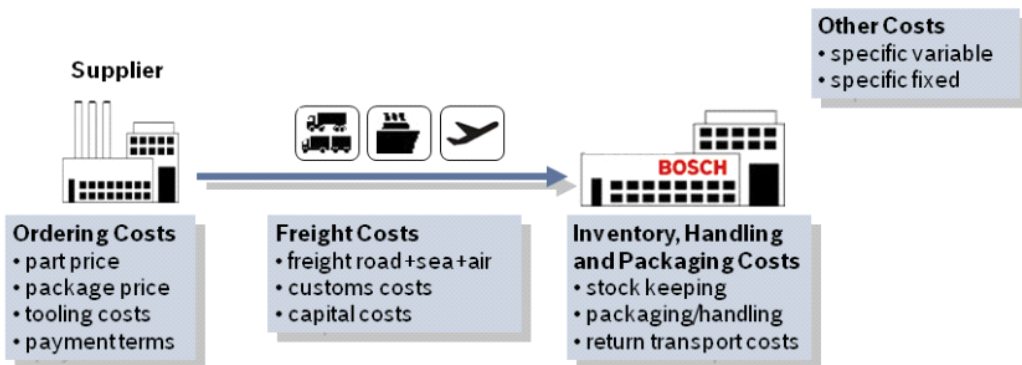 Other Costs
• specific variable
• specific fixed
Supplier
BOSCH
Ordering Costs
• part price
• package price
• tooling costs
• payment terms
Freight Costs
• freight road+sea+air
• customs costs
• capital costs
Inventory, Handling
and Packaging Costs
• stock keeping
• packaging/handling
• return transport costs